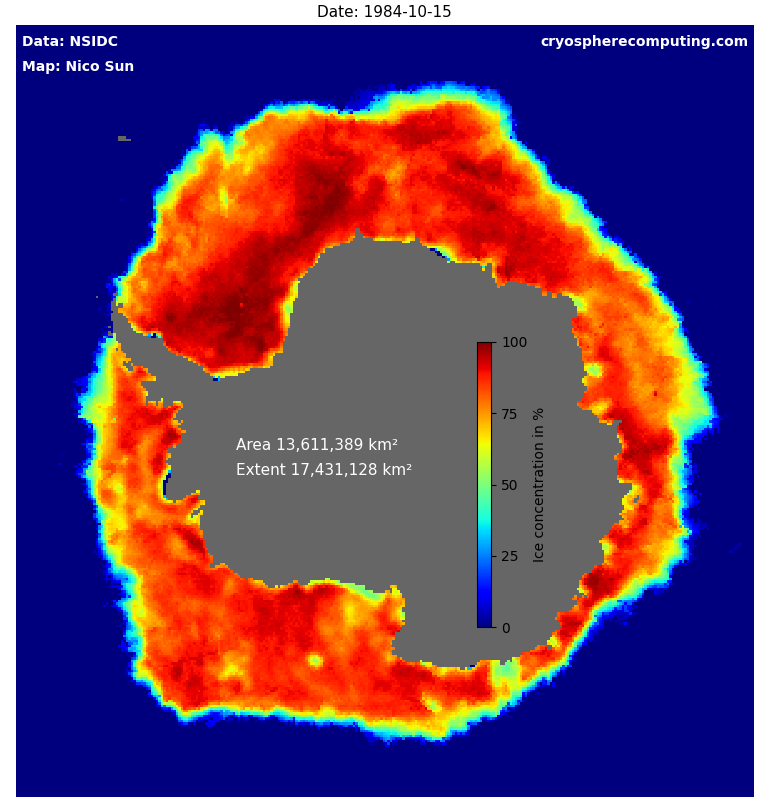 Date: 1984-10-15
Data: NSIDC
cryospherecomputing.com
Map: Nico Sun
100
75
50
25
0
Ice concentration in %
Area 13,611,389 km²
Extent 17,431,128 km²